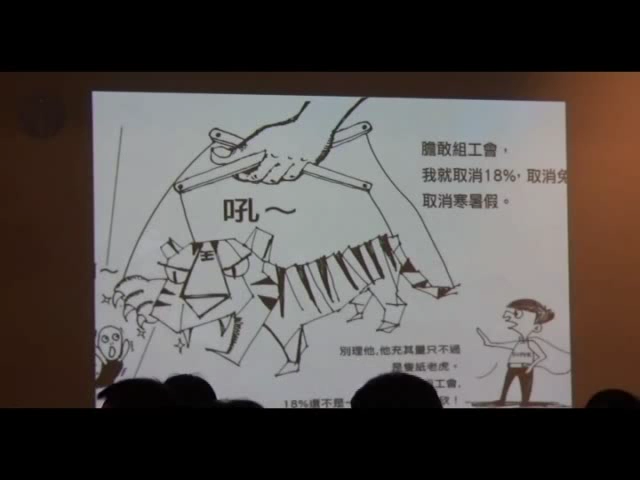 膽敢組工會，
我就取消18%，取消免
取消寒暑假。
吼～
王
別理他，他充其量只不過
是隻紙老虎。
組工會，
18%還不是